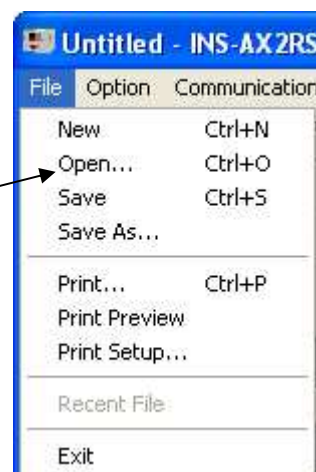 Untitled - INS-AX2RS
File Option Communication
New Ctrl+N
Open... Ctrl+O
Save Ctrl+S
Save As...
Print... Ctrl+P
Print Preview
Print Setup...
Recent File
Exit